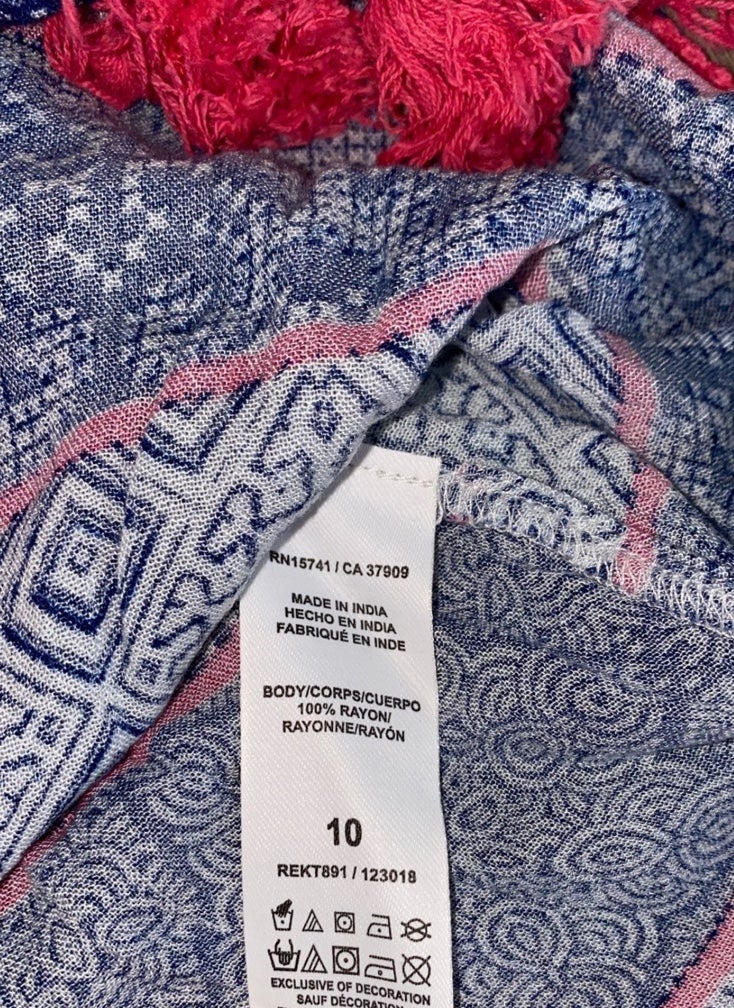 RN15741 / CA 37909
MADE IN INDIA
HECHO EN INDIA
FABRIQUÉ EN INDE
BODY/CORPS/CUERPO
100% RAYON/
RAYONNE/RAYÓN
10
REKT891 / 123018
EXCLUSIVE OF DECORATION
SAUF DÉCORATION